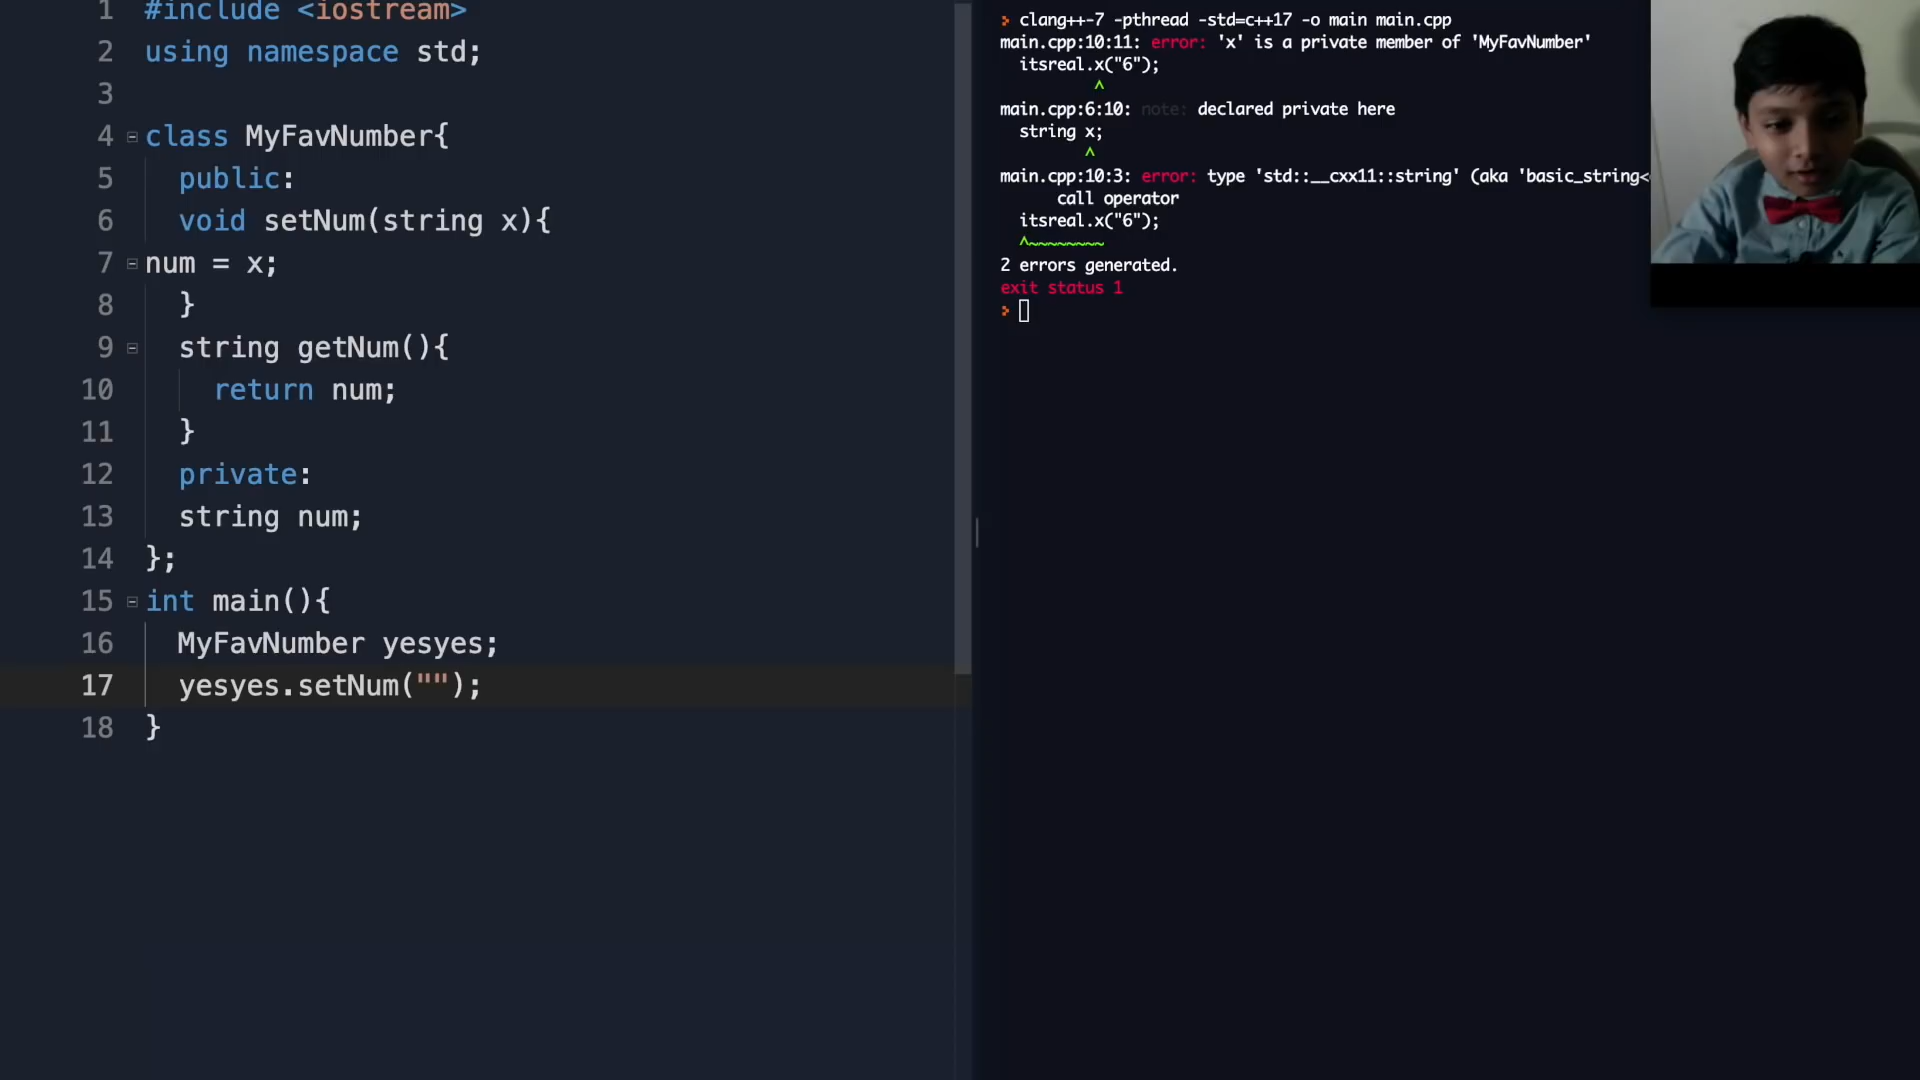 1 #include <iostream>
2 using namespace std;
3
4 class MyFavNumber{
5 public:
6 void setNum(string x){
7 num = x;
8 }
9 string getNum(){
10 return num;
11 }
12 private:
13 string num;
14 };
15 int main(){
16 MyFavNumber yesyes;
17 yesyes.setNum("");
18 }
clang++-7 -pthread -std=c++17 -o main main.cpp
main.cpp:10:11: error: 'x' is a private member of 'MyFavNumber'
itsreal.x("6");
^
main.cpp:6:10: note: declared private here
string x;
^
main.cpp:10:3: error: type 'std::__cxx11::string' (aka 'basic_string<
call operator
itsreal.x("6");
^~~~~~~~~
2 errors generated.
exit status 1